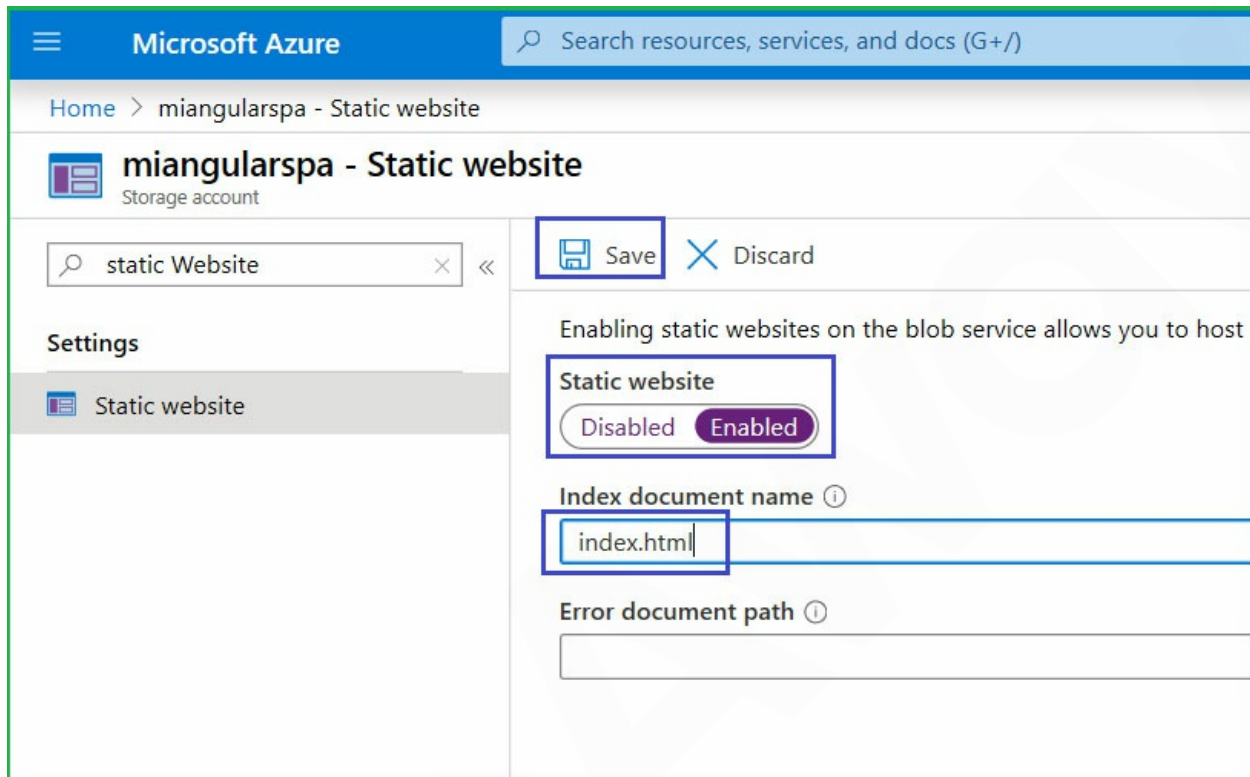 Microsoft Azure
Search resources, services, and docs (G+/)
Home > miangularspa - Static website
miangularspa - Static website
Storage account
static Website
Save
Discard
Settings
Static website
Enabling static websites on the blob service allows you to host
Static website
Disabled Enabled
Index document name
index.html
Error document path